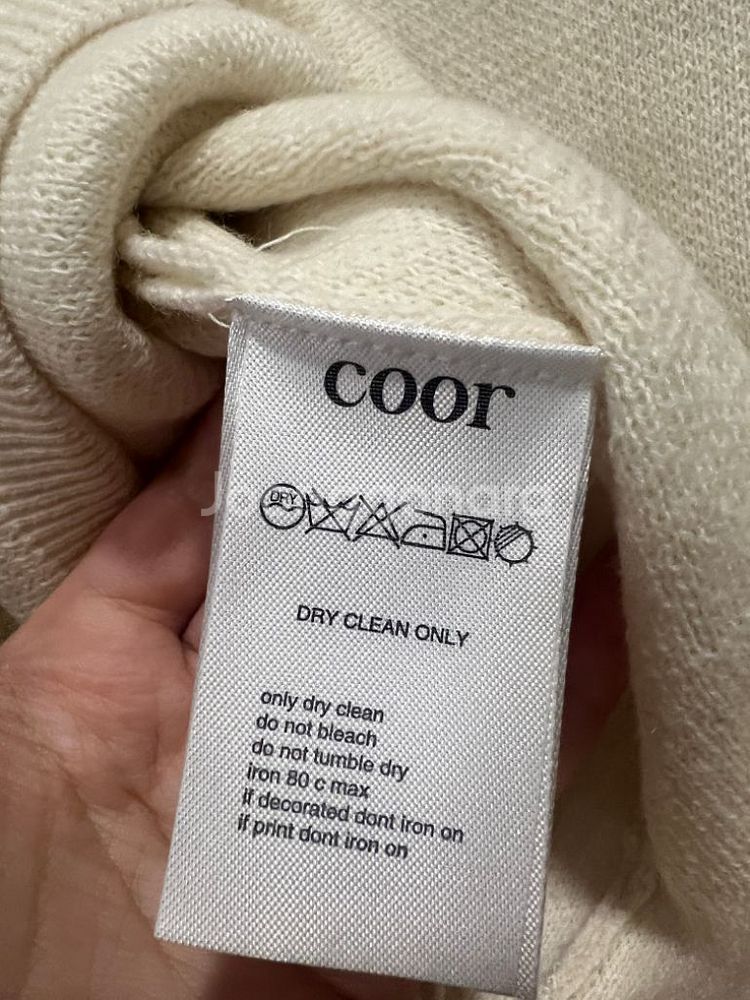 coor
DRY
DRY CLEAN ONLY
only dry clean
do not bleach
do not tumble dry
iron 80 c max
if decorated dont iron on
if print dont iron on